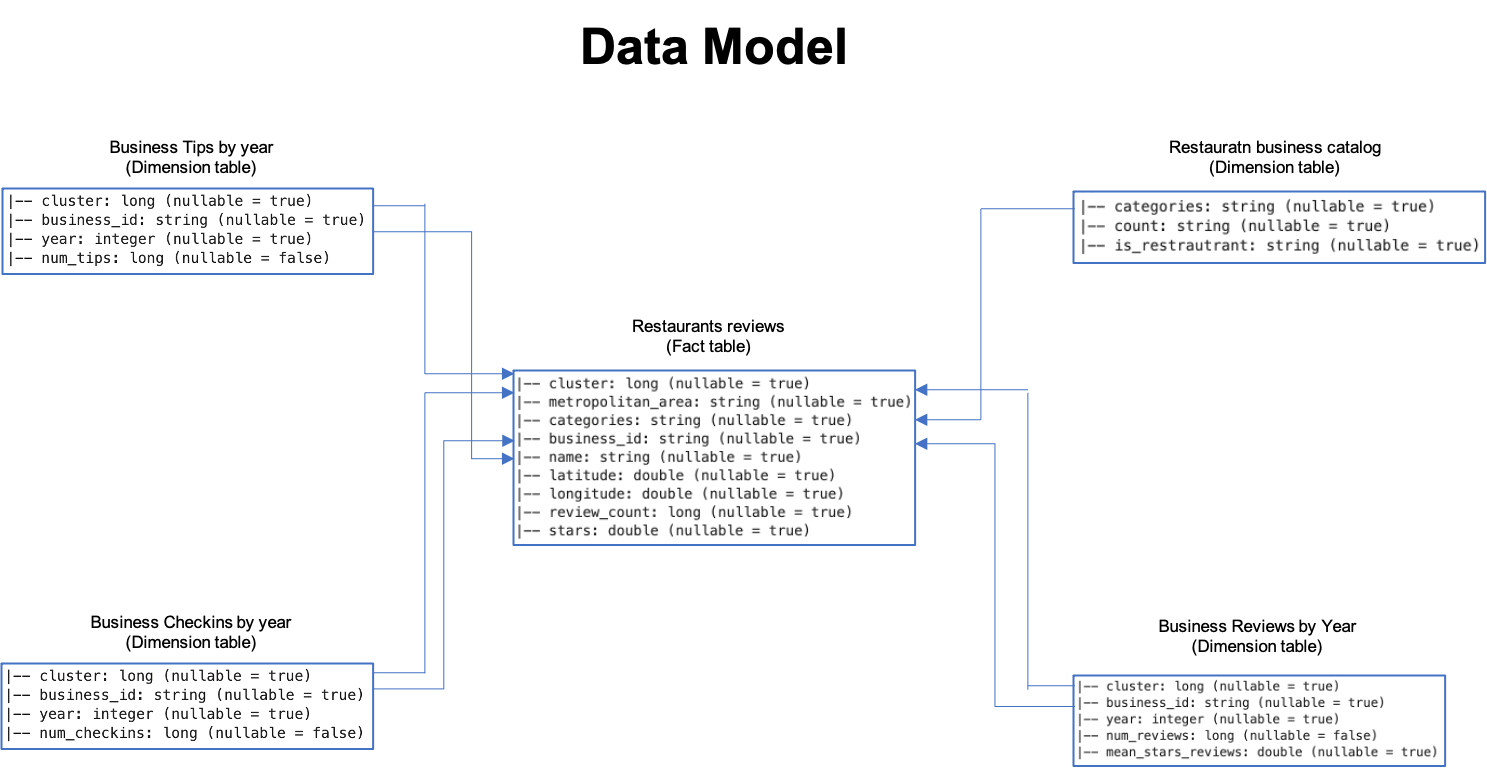 Data Model
Business Tips by year
(Dimension table)
|-- cluster: long (nullable = true)
|-- business_id: string (nullable = true)
|-- year: integer (nullable = true)
|-- num_tips: long (nullable = false)
Restauratn business catalog
(Dimension table)
|-- categories: string (nullable = true)
|-- count: string (nullable = true)
|-- is_restrautrant: string (nullable = true)
Restaurants reviews
(Fact table)
|-- cluster: long (nullable = true)
|-- metropolitan_area: string (nullable = true)
|-- categories: string (nullable = true)
|-- business_id: string (nullable = true)
|-- name: string (nullable = true)
|-- latitude: double (nullable = true)
|-- longitude: double (nullable = true)
|-- review_count: long (nullable = true)
|-- stars: double (nullable = true)
Business Checkins by year
(Dimension table)
|-- cluster: long (nullable = true)
|-- business_id: string (nullable = true)
|-- year: integer (nullable = true)
|-- num_checkins: long (nullable = false)
Business Reviews by Year
(Dimension table)
|-- cluster: long (nullable = true)
|-- business_id: string (nullable = true)
|-- year: integer (nullable = true)
|-- num_reviews: long (nullable = false)
|-- mean_stars_reviews: double (nullable = true)